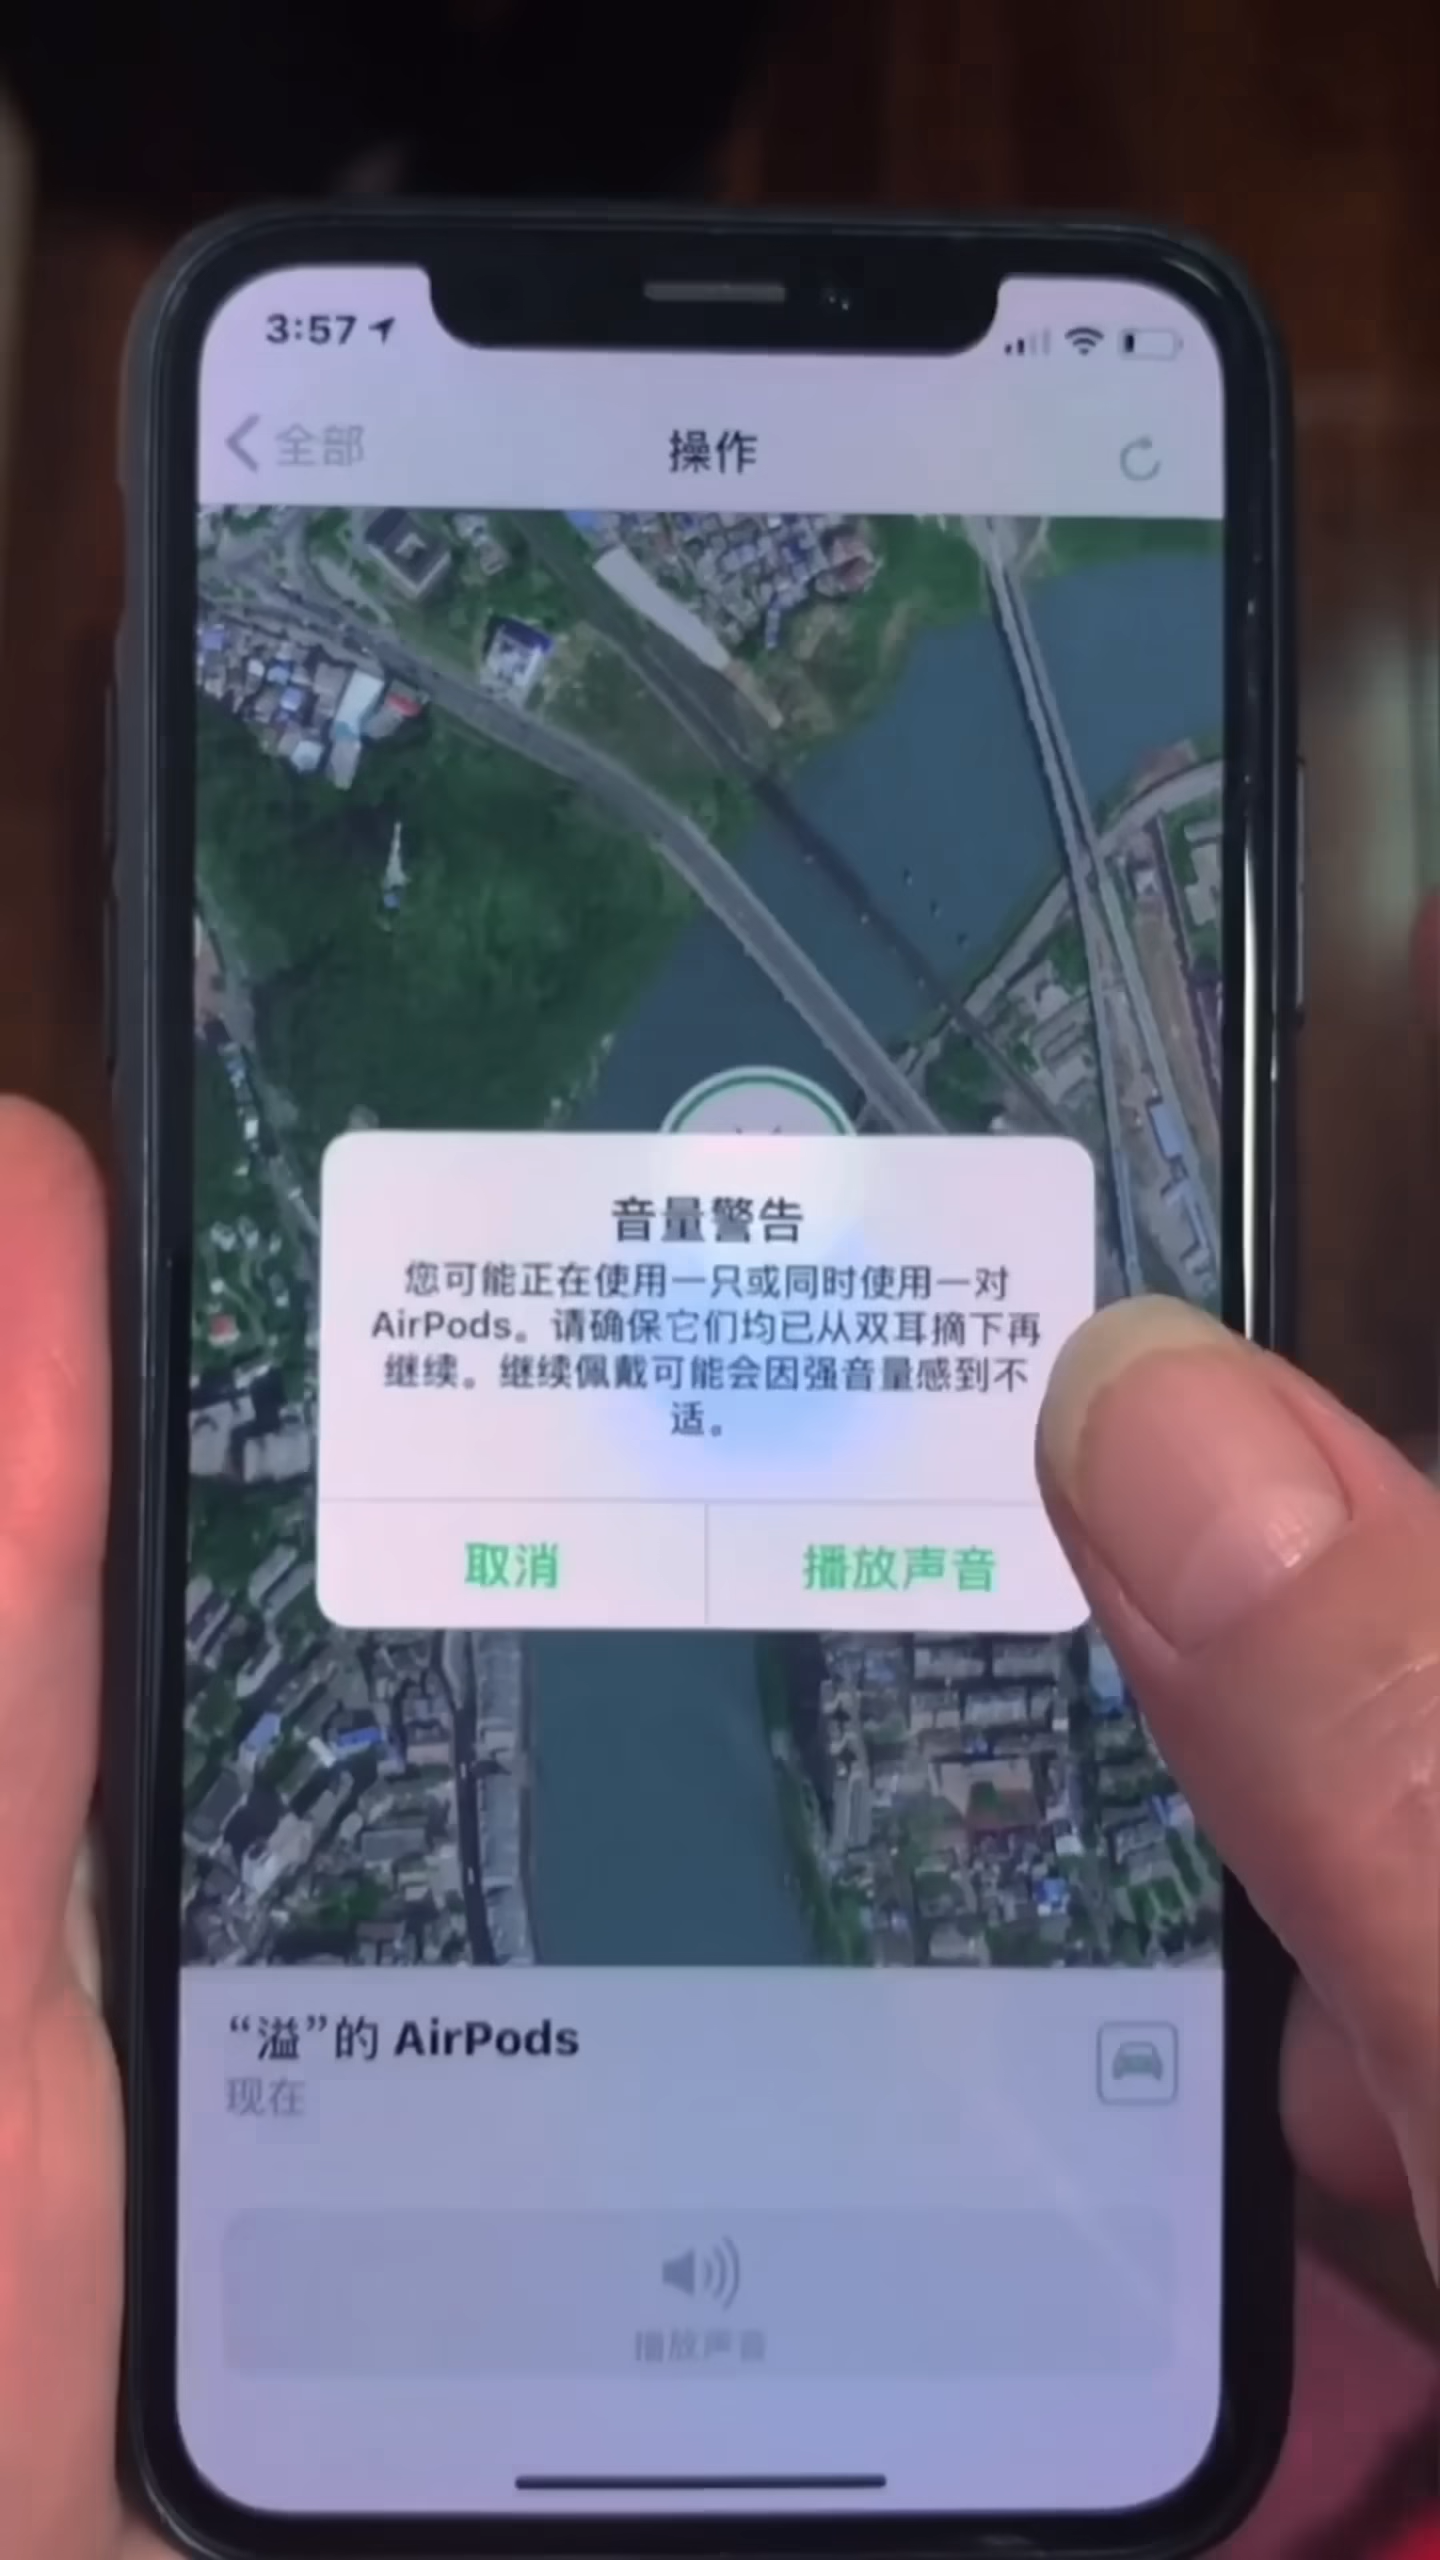 3:57
全部
操作
音量警告
您可能正在使用一只或同时使用一对
AirPods。请确保它们均已从双耳摘下再
继续。继续佩戴可能会因强音量感到不
适。
取消
播放声音
“溢”的 AirPods
现在
播放声音